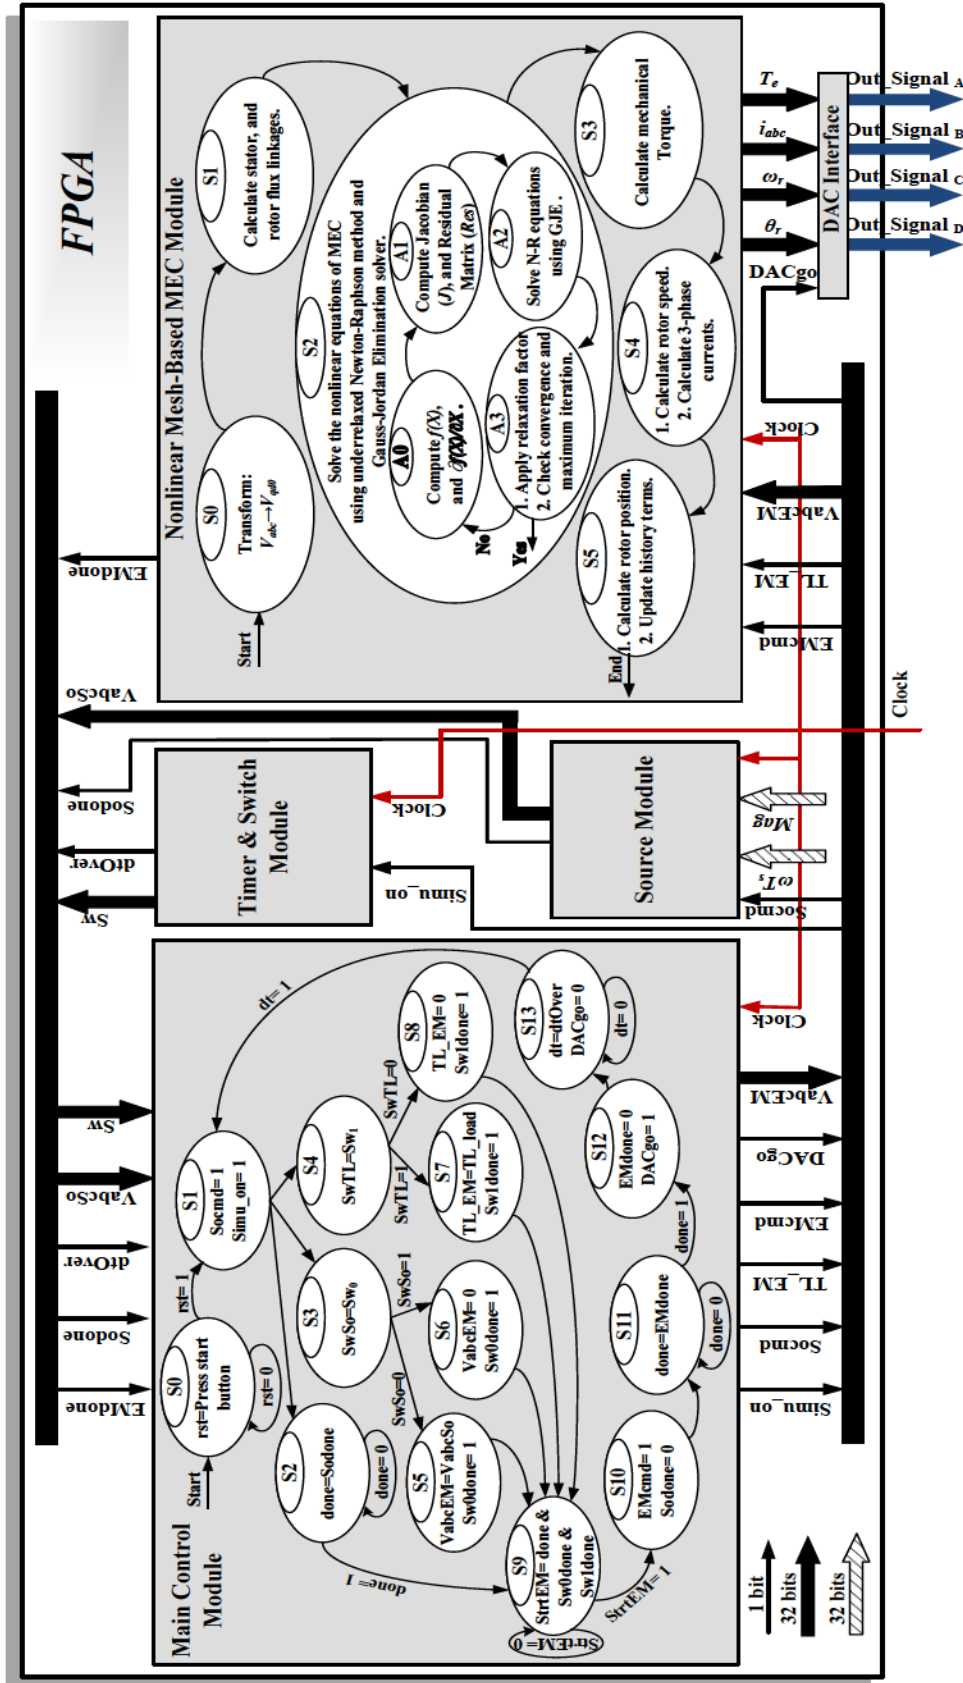 FPGA
Main Control
Module
Start
S0
rst=Press start
button
rst= 0
rst= 1
S1
Socmd= 1
Simu_on= 1
S2
done=Sodone
done= 0
done= 1
S3
SwSo=Sw0
SwSo=0
SwSo=1
S4
SwTL=Sw1
SwTL=1
SwTL=0
S5
VabcEM=VabcSo
Sw0done= 1
S6
VabcEM= 0
Sw0done= 1
S7
TL_EM=TL_load
Sw1done= 1
S8
TL_EM= 0
Sw1done= 1
S9
StrtEM= done &
Sw0done &
Sw1done
StrtEM= 0
StrtEM= 1
S10
EMcmd= 1
Sodone= 0
S11
done=EMdone
done= 0
done= 1
S12
EMdone= 0
DACgo= 1
S13
dt=dtOver
DACgo= 0
dt= 0
dt= 1
EMdone
Sodone
dtOver
VabcSo
Sw
Simu_on
Socmd
TL_EM
EMcmd
DACgo
VabcEM
Clock
1 bit
32 bits
32 bits
Timer & Switch
Module
Sw
dtOver
Sodone
VabcSo
Simu_on
Clock
Source Module
Socmd
ωTs
Mag
Clock
Nonlinear Mesh-Based MEC Module
EMdone
Start
S0
Transform:
Vabc→Vqd0
S1
Calculate stator, and
rotor flux linkages.
S2
Solve the nonlinear equations of MEC
using underrelaxed Newton-Raphson method and
Gauss-Jordan Elimination solver.
A0
Compute f(X),
and ∂f(X)/∂X .
A1
Compute Jacobian
(J), and Residual
Matrix (Res)
A2
Solve N-R equations
using GJE .
A3
1. Apply relaxation factor
2. Check convergence and
maximum iteration.
No
Yes
S3
Calculate mechanical
Torque.
S4
1. Calculate rotor speed.
2. Calculate 3-phase
currents.
S5
1. Calculate rotor position.
2. Update history terms.
End
EMcmd
TL_EM
VabcEM
Clock
DACgo
θr
ωr
iabc
Te
DAC Interface
Out_Signal A
Out_Signal B
Out_Signal C
Out_Signal D